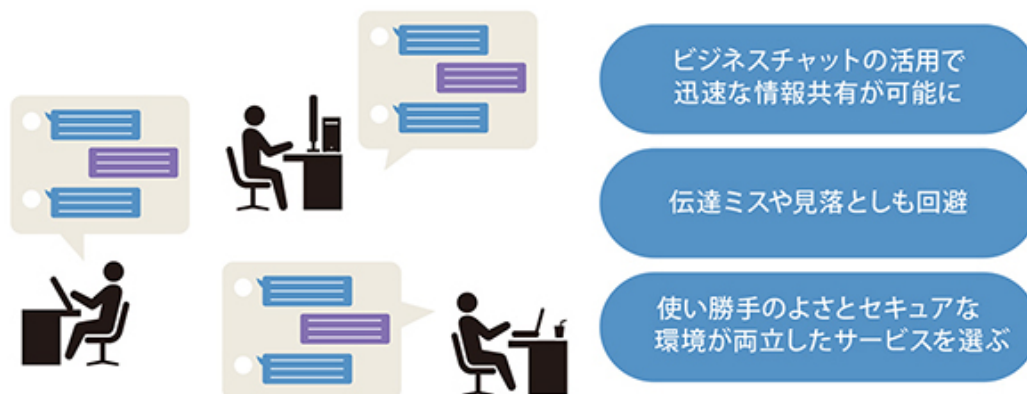 ビジネスチャットの活用で
迅速な情報共有が可能に
伝達ミスや見落としも回避
使い勝手のよさとセキュアな
環境が両立したサービスを選ぶ